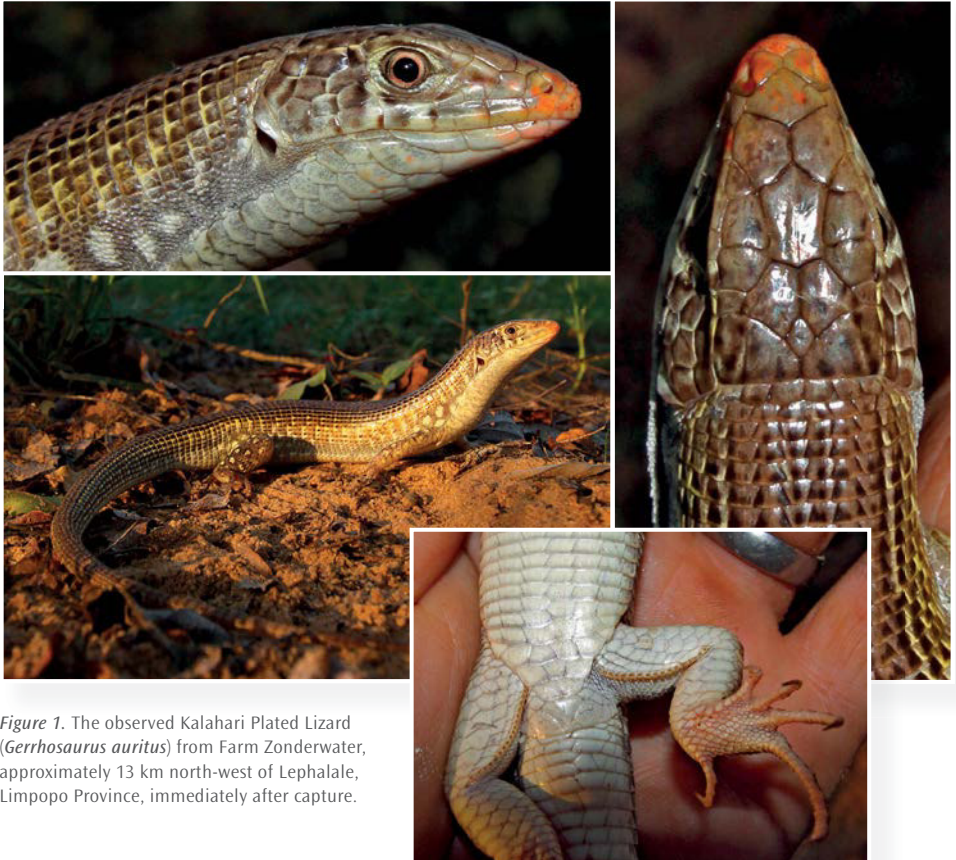 Figure 1. The observed Kalahari Plated Lizard
(Gerrhosaurus auritus) from Farm Zonderwater,
approximately 13 km north-west of Lephalale,
Limpopo Province, immediately after capture.